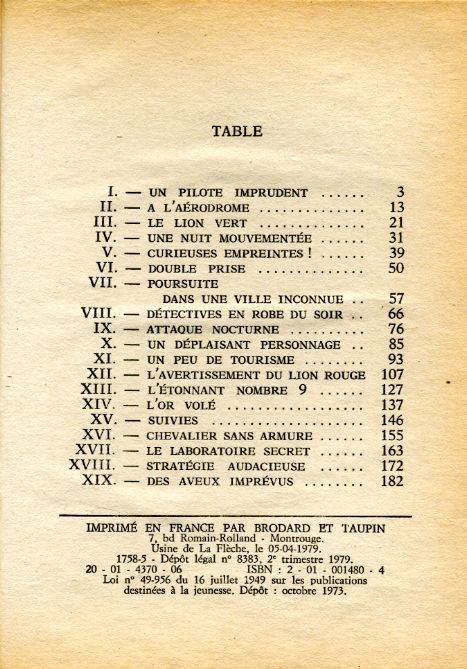 TABLE
I. — UN PILOTE IMPRUDENT ...... 3
II. — A L'AÉRODROME ............. 13
III. — LE LION VERT .............. 21
IV. — UNE NUIT MOUVEMENTÉE ..... 31
V. — CURIEUSES EMPREINTES ! ..... 39
VI. — DOUBLE PRISE ............. 50
VII. — POURSUITE
DANS UNE VILLE INCONNUE .. 57
VIII. — DÉTECTIVES EN ROBE DU SOIR .. 66
IX. — ATTAQUE NOCTURNE .......... 76
X. — UN DÉPLAISANT PERSONNAGE .. 85
XI. — UN PEU DE TOURISME ........ 93
XII. — L'AVERTISSEMENT DU LION ROUGE 107
XIII. — L'ÉTONNANT NOMBRE 9 ....... 127
XIV. — L'OR VOLÉ ................. 137
XV. — SUIVIES ................... 146
XVI. — CHEVALIER SANS ARMURE ...... 155
XVII. — LE LABORATOIRE SECRET ...... 163
XVIII. — STRATÉGIE AUDACIEUSE ...... 172
XIX. — DES AVEUX IMPRÉVUS ........ 182
IMPRIMÉ EN FRANCE PAR BRODARD ET TAUPIN
7, bd Romain-Rolland - Montrouge.
Usine de La Flèche, le 05-04-1979.
1758-5 - Dépôt légal n° 8383, 2e trimestre 1979.
20 - 01 - 4370 - 06 ISBN : 2 - 01 - 001480 - 4
Loi n° 49-956 du 16 juillet 1949 sur les publications
destinées à la jeunesse. Dépôt : octobre 1973.